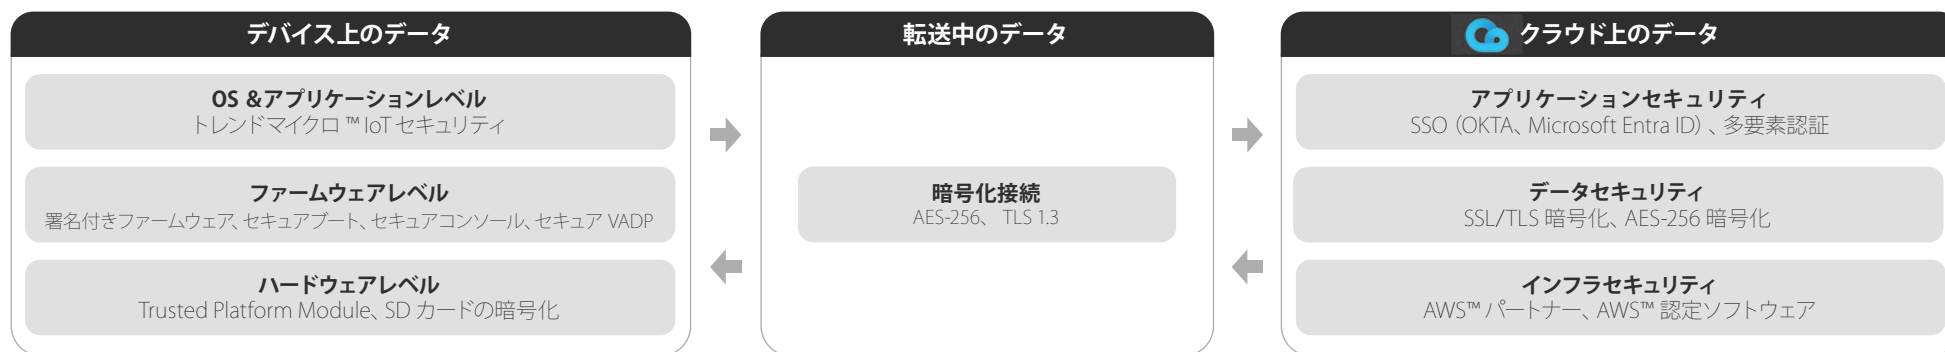 デバイス上のデータ
OS &アプリケーションレベル
トレンドマイクロ™ IoT セキュリティ
ファームウェアレベル
署名付きファームウェア、セキュアブート、セキュアコンソール、セキュア VADP
ハードウェアレベル
Trusted Platform Module、SD カードの暗号化
転送中のデータ
暗号化接続
AES-256、 TLS 1.3
クラウド上のデータ
アプリケーションセキュリティ
SSO（OKTA、Microsoft Entra ID）、多要素認証
データセキュリティ
SSL/TLS 暗号化、AES-256 暗号化
インフラセキュリティ
AWS™ パートナー、AWS™ 認定ソフトウェア